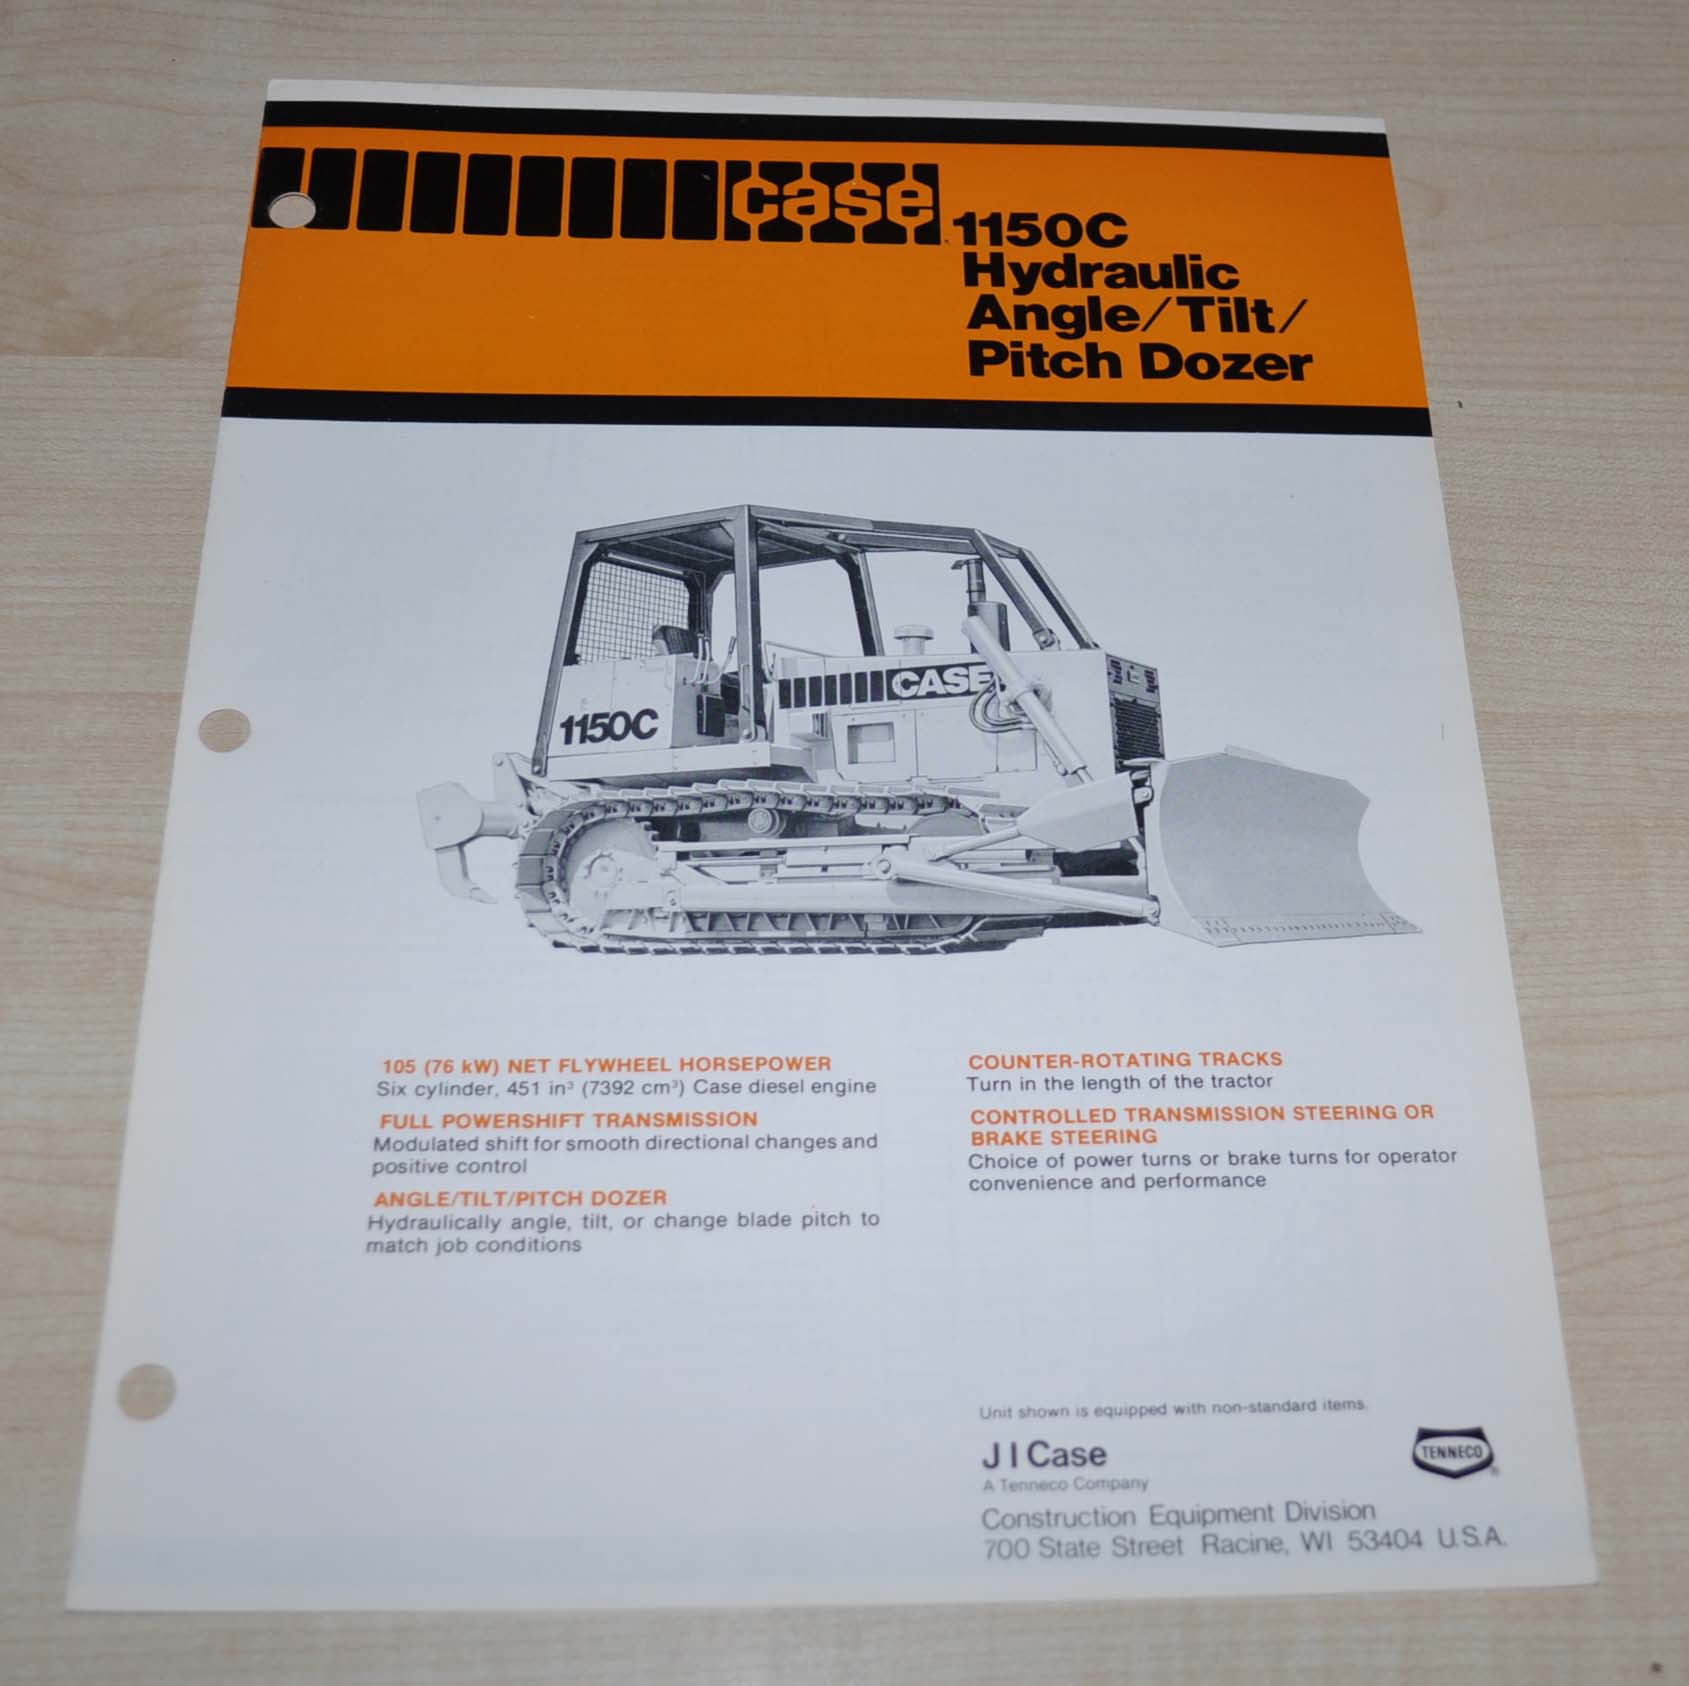 case
1150C
Hydraulic
Angle/Tilt/
Pitch Dozer
CASE
1150C
105 (76 kW) NET FLYWHEEL HORSEPOWER
Six cylinder, 451 in³ (7392 cm³) Case diesel engine
FULL POWERSHIFT TRANSMISSION
Modulated shift for smooth directional changes and
positive control
ANGLE/TILT/PITCH DOZER
Hydraulically angle, tilt, or change blade pitch to
match job conditions
COUNTER-ROTATING TRACKS
Turn in the length of the tractor
CONTROLLED TRANSMISSION STEERING OR
BRAKE STEERING
Choice of power turns or brake turns for operator
convenience and performance
Unit shown is equipped with non-standard items.
J I Case
A Tenneco Company
TENNECO
®
Construction Equipment Division
700 State Street Racine, WI 53404 U.S.A.